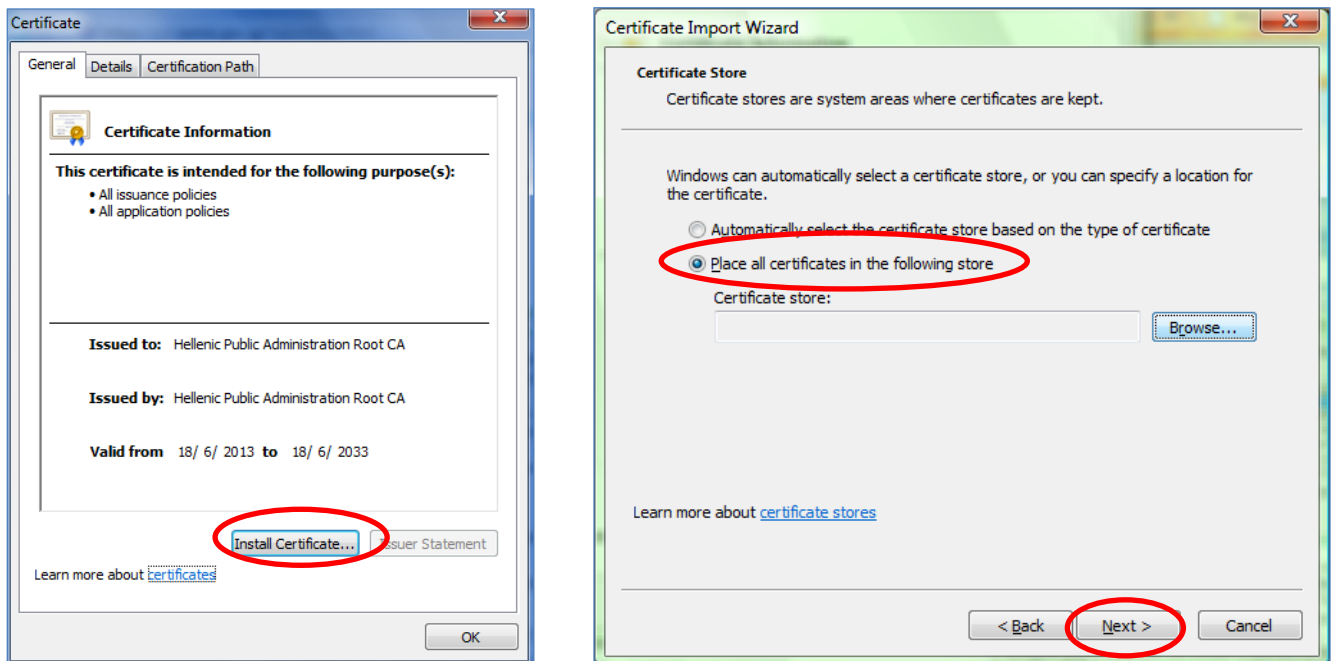 Certificate
General Details Certification Path
Certificate Information
This certificate is intended for the following purpose(s):
• All issuance policies
• All application policies
Issued to: Hellenic Public Administration Root CA
Issued by: Hellenic Public Administration Root CA
Valid from 18/ 6/ 2013 to 18/ 6/ 2033
Install Certificate... Issuer Statement
Learn more about certificates
OK
Certificate Import Wizard
Certificate Store
Certificate stores are system areas where certificates are kept.
Windows can automatically select a certificate store, or you can specify a location for
the certificate.
Automatically select the certificate store based on the type of certificate
Place all certificates in the following store
Certificate store:
Browse...
Learn more about certificate stores
< Back Next > Cancel